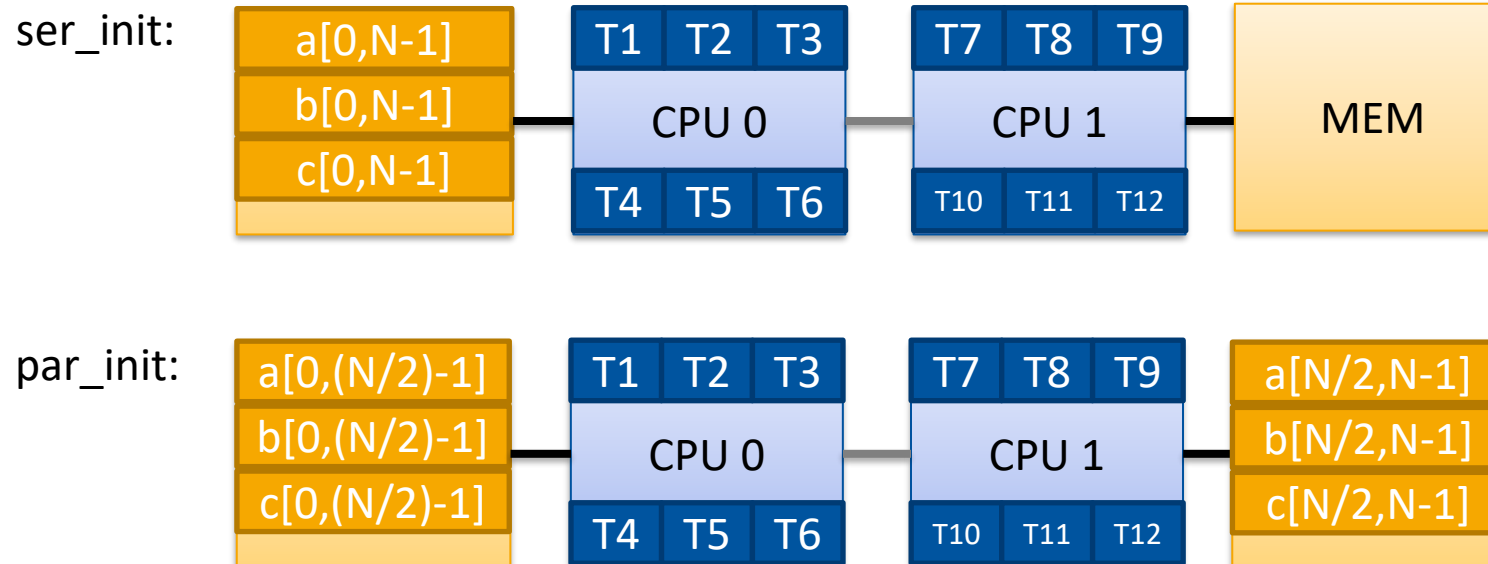 ser_init:
a[0,N-1]
b[0,N-1]
c[0,N-1]
T1 T2 T3
CPU 0
T4 T5 T6
T7 T8 T9
CPU 1
T10 T11 T12
MEM
par_init:
a[0,(N/2)-1]
b[0,(N/2)-1]
c[0,(N/2)-1]
T1 T2 T3
CPU 0
T4 T5 T6
T7 T8 T9
CPU 1
T10 T11 T12
a[N/2,N-1]
b[N/2,N-1]
c[N/2,N-1]